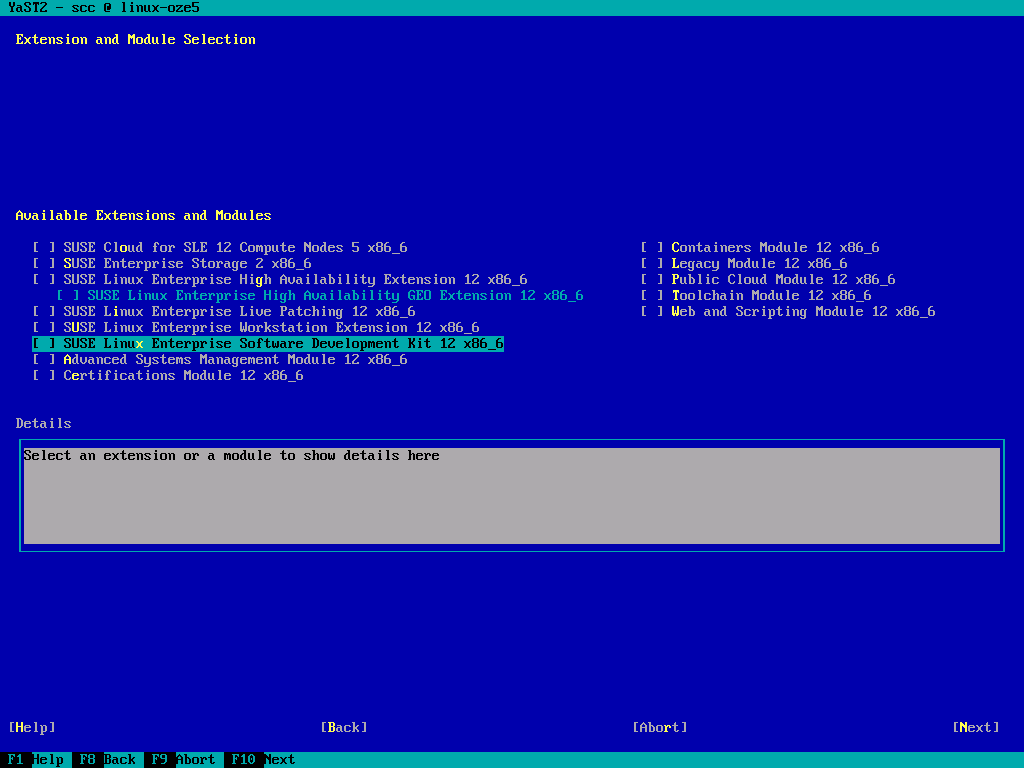 YaST2 - scc @ linux-oze5
Extension and Module Selection
Available Extensions and Modules
[ ] SUSE Cloud for SLE 12 Compute Nodes 5 x86_6
[ ] SUSE Enterprise Storage 2 x86_6
[ ] SUSE Linux Enterprise High Availability Extension 12 x86_6
[ ] SUSE Linux Enterprise High Availability GEO Extension 12 x86_6
[ ] SUSE Linux Enterprise Live Patching 12 x86_6
[ ] SUSE Linux Enterprise Workstation Extension 12 x86_6
[ ] SUSE Linux Enterprise Software Development Kit 12 x86_6
[ ] Advanced Systems Management Module 12 x86_6
[ ] Certifications Module 12 x86_6
[ ] Containers Module 12 x86_6
[ ] Legacy Module 12 x86_6
[ ] Public Cloud Module 12 x86_6
[ ] Toolchain Module 12 x86_6
[ ] Web and Scripting Module 12 x86_6
Details
Select an extension or a module to show details here
[Help] [Back] [Abort] [Next]
F1 Help F8 Back F9 Abort F10 Next